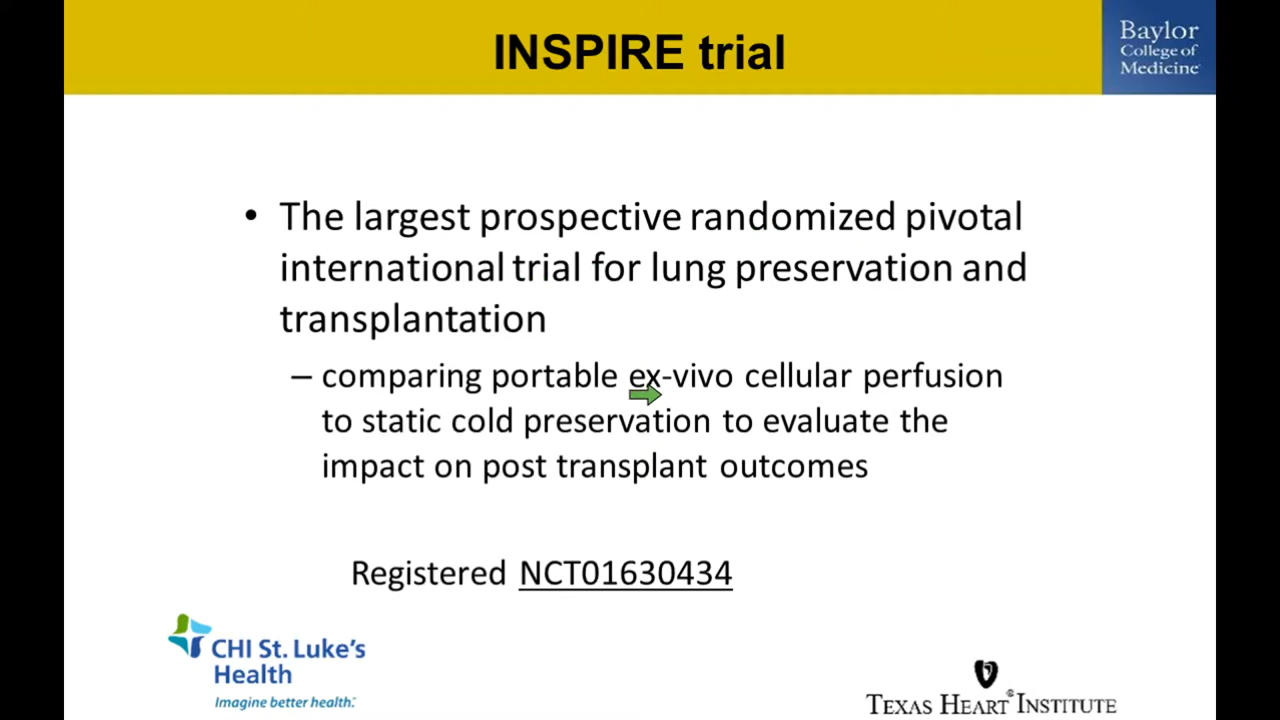 INSPIRE trial
Baylor
College of
Medicine
• The largest prospective randomized pivotal
international trial for lung preservation and
transplantation
– comparing portable ex-vivo cellular perfusion
to static cold preservation to evaluate the
impact on post transplant outcomes
Registered NCT01630434
CHI St. Luke's
Health
Imagine better health.
TEXAS HEART® INSTITUTE